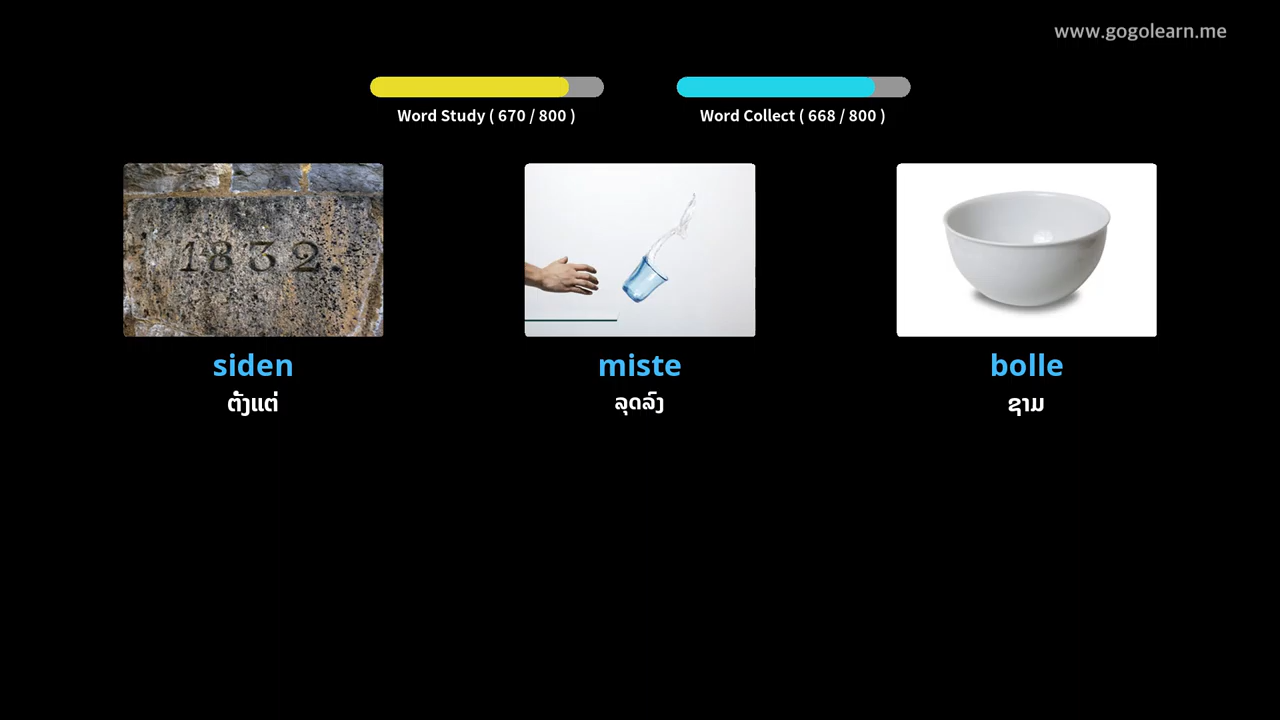 www.gogolearn.me
Word Study ( 670 / 800 )
Word Collect ( 668 / 800 )
1832
siden
ຕັ້ງແຕ່
miste
ລຸດລົງ
bolle
ຊາມ